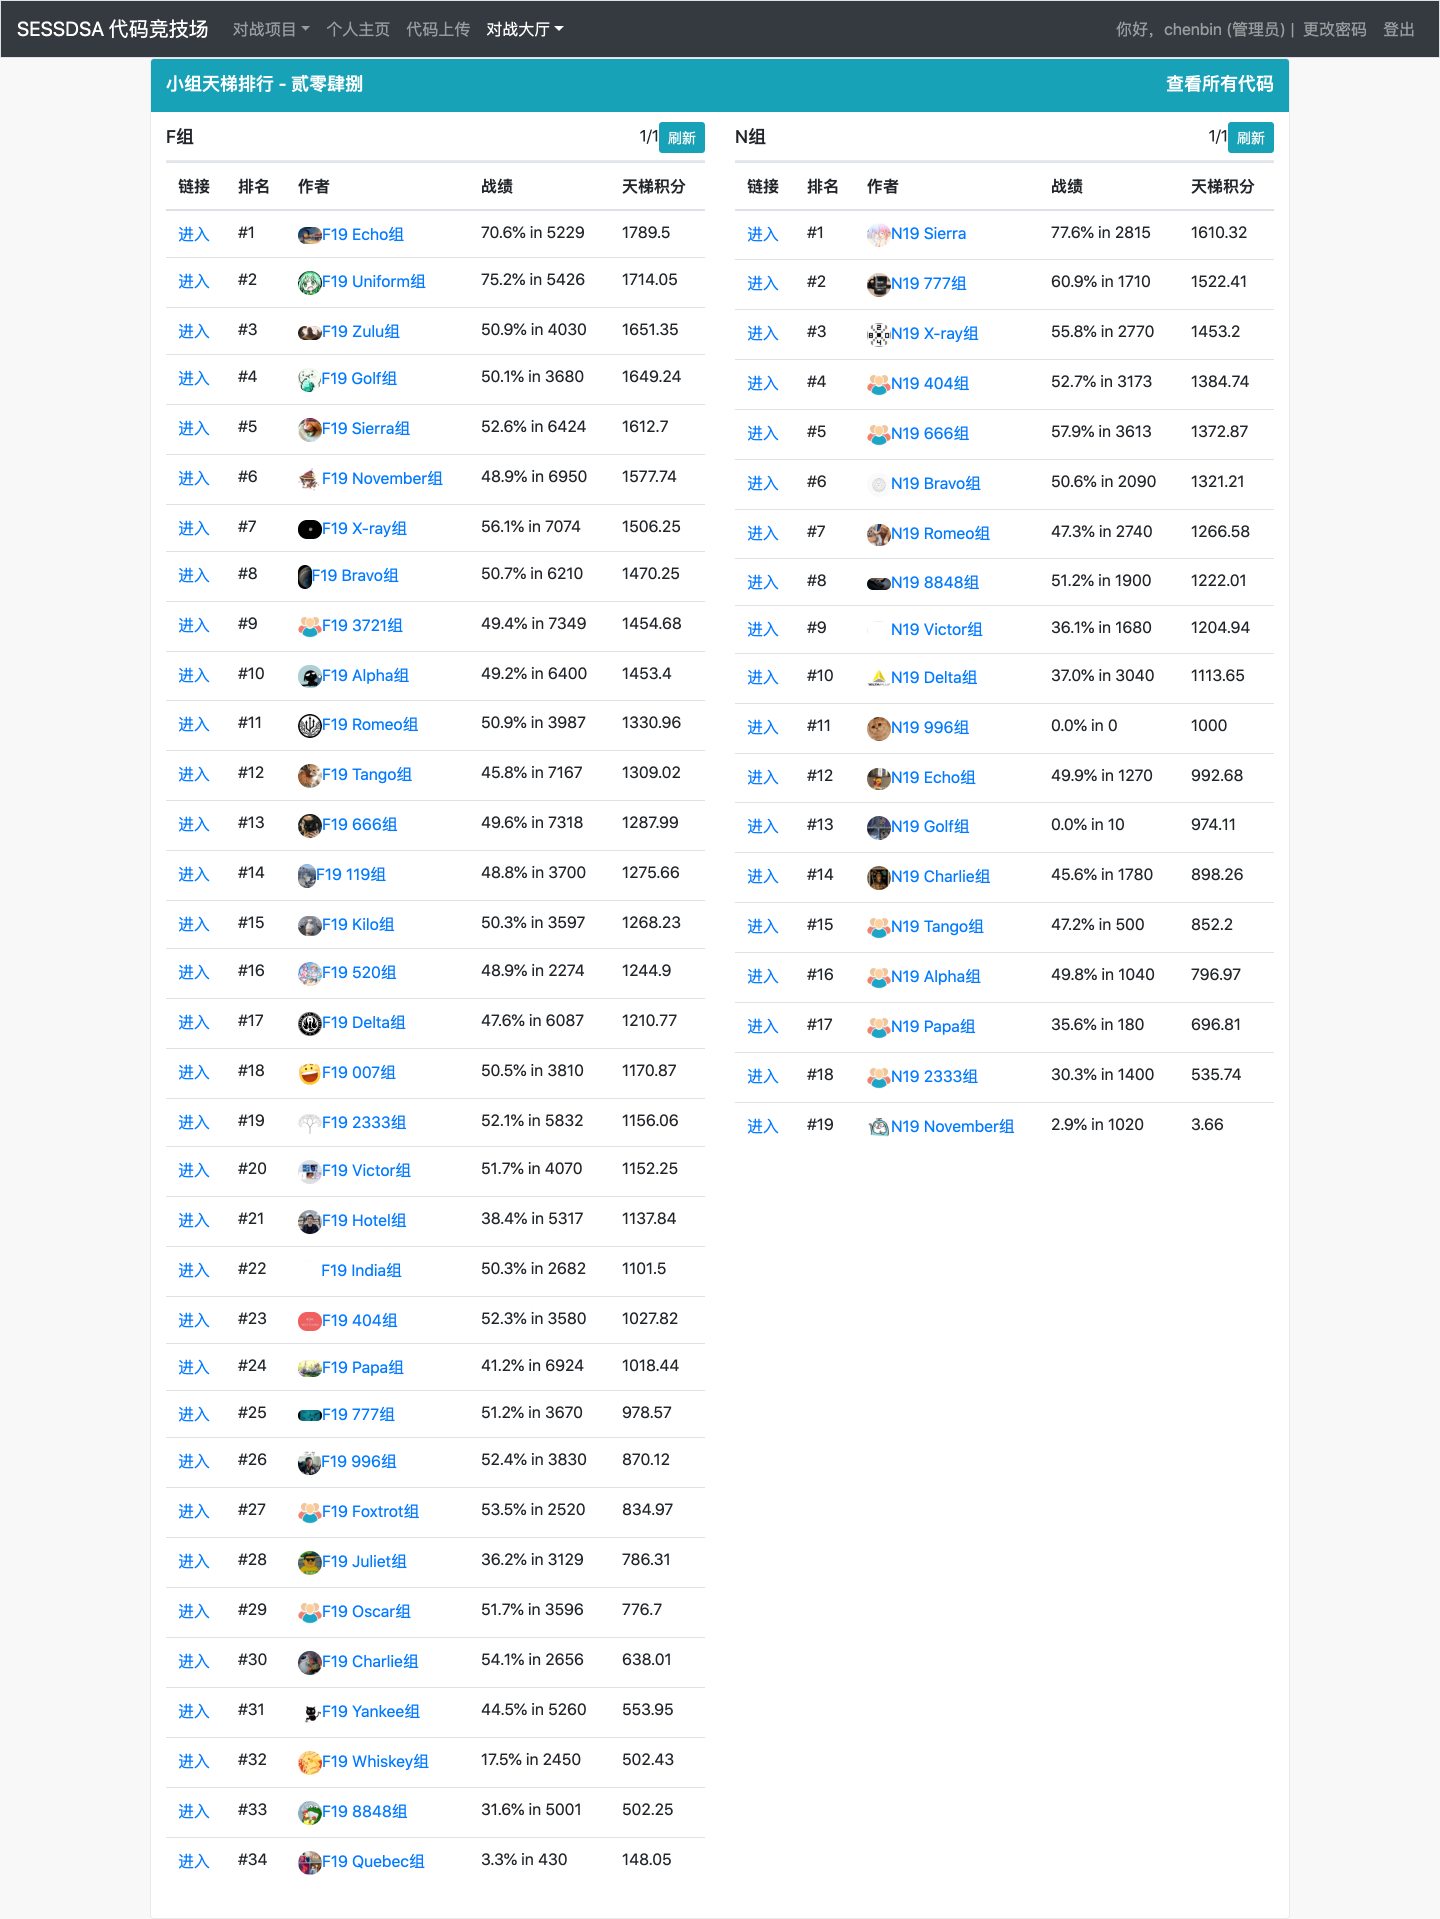 SESSDSA 代码竞技场 对战项目 个人主页 代码上传 对战大厅 你好，chenbin (管理员) | 更改密码 登出
小组天梯排行 - 贰零肆捌 查看所有代码
F组 1/1 刷新
链接 排名 作者 战绩 天梯积分
进入 #1 F19 Echo组 70.6% in 5229 1789.5
进入 #2 F19 Uniform组 75.2% in 5426 1714.05
进入 #3 F19 Zulu组 50.9% in 4030 1651.35
进入 #4 F19 Golf组 50.1% in 3680 1649.24
进入 #5 F19 Sierra组 52.6% in 6424 1612.7
进入 #6 F19 November组 48.9% in 6950 1577.74
进入 #7 F19 X-ray组 56.1% in 7074 1506.25
进入 #8 F19 Bravo组 50.7% in 6210 1470.25
进入 #9 F19 3721组 49.4% in 7349 1454.68
进入 #10 F19 Alpha组 49.2% in 6400 1453.4
进入 #11 F19 Romeo组 50.9% in 3987 1330.96
进入 #12 F19 Tango组 45.8% in 7167 1309.02
进入 #13 F19 666组 49.6% in 7318 1287.99
进入 #14 F19 119组 48.8% in 3700 1275.66
进入 #15 F19 Kilo组 50.3% in 3597 1268.23
进入 #16 F19 520组 48.9% in 2274 1244.9
进入 #17 F19 Delta组 47.6% in 6087 1210.77
进入 #18 F19 007组 50.5% in 3810 1170.87
进入 #19 F19 2333组 52.1% in 5832 1156.06
进入 #20 F19 Victor组 51.7% in 4070 1152.25
进入 #21 F19 Hotel组 38.4% in 5317 1137.84
进入 #22 F19 India组 50.3% in 2682 1101.5
进入 #23 F19 404组 52.3% in 3580 1027.82
进入 #24 F19 Papa组 41.2% in 6924 1018.44
进入 #25 F19 777组 51.2% in 3670 978.57
进入 #26 F19 996组 52.4% in 3830 870.12
进入 #27 F19 Foxtrot组 53.5% in 2520 834.97
进入 #28 F19 Juliet组 36.2% in 3129 786.31
进入 #29 F19 Oscar组 51.7% in 3596 776.7
进入 #30 F19 Charlie组 54.1% in 2656 638.01
进入 #31 F19 Yankee组 44.5% in 5260 553.95
进入 #32 F19 Whiskey组 17.5% in 2450 502.43
进入 #33 F19 8848组 31.6% in 5001 502.25
进入 #34 F19 Quebec组 3.3% in 430 148.05
N组 1/1 刷新
链接 排名 作者 战绩 天梯积分
进入 #1 N19 Sierra 77.6% in 2815 1610.32
进入 #2 N19 777组 60.9% in 1710 1522.41
进入 #3 N19 X-ray组 55.8% in 2770 1453.2
进入 #4 N19 404组 52.7% in 3173 1384.74
进入 #5 N19 666组 57.9% in 3613 1372.87
进入 #6 N19 Bravo组 50.6% in 2090 1321.21
进入 #7 N19 Romeo组 47.3% in 2740 1266.58
进入 #8 N19 8848组 51.2% in 1900 1222.01
进入 #9 N19 Victor组 36.1% in 1680 1204.94
进入 #10 N19 Delta组 37.0% in 3040 1113.65
进入 #11 N19 996组 0.0% in 0 1000
进入 #12 N19 Echo组 49.9% in 1270 992.68
进入 #13 N19 Golf组 0.0% in 10 974.11
进入 #14 N19 Charlie组 45.6% in 1780 898.26
进入 #15 N19 Tango组 47.2% in 500 852.2
进入 #16 N19 Alpha组 49.8% in 1040 796.97
进入 #17 N19 Papa组 35.6% in 180 696.81
进入 #18 N19 2333组 30.3% in 1400 535.74
进入 #19 N19 November组 2.9% in 1020 3.66